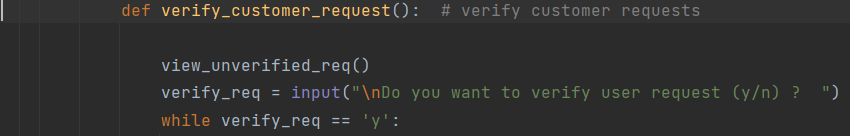 def verify_customer_request():  # verify customer requests
view_unverified_req()
verify_req = input("\nDo you want to verify user request (y/n) ?  ")
while verify_req == 'y':